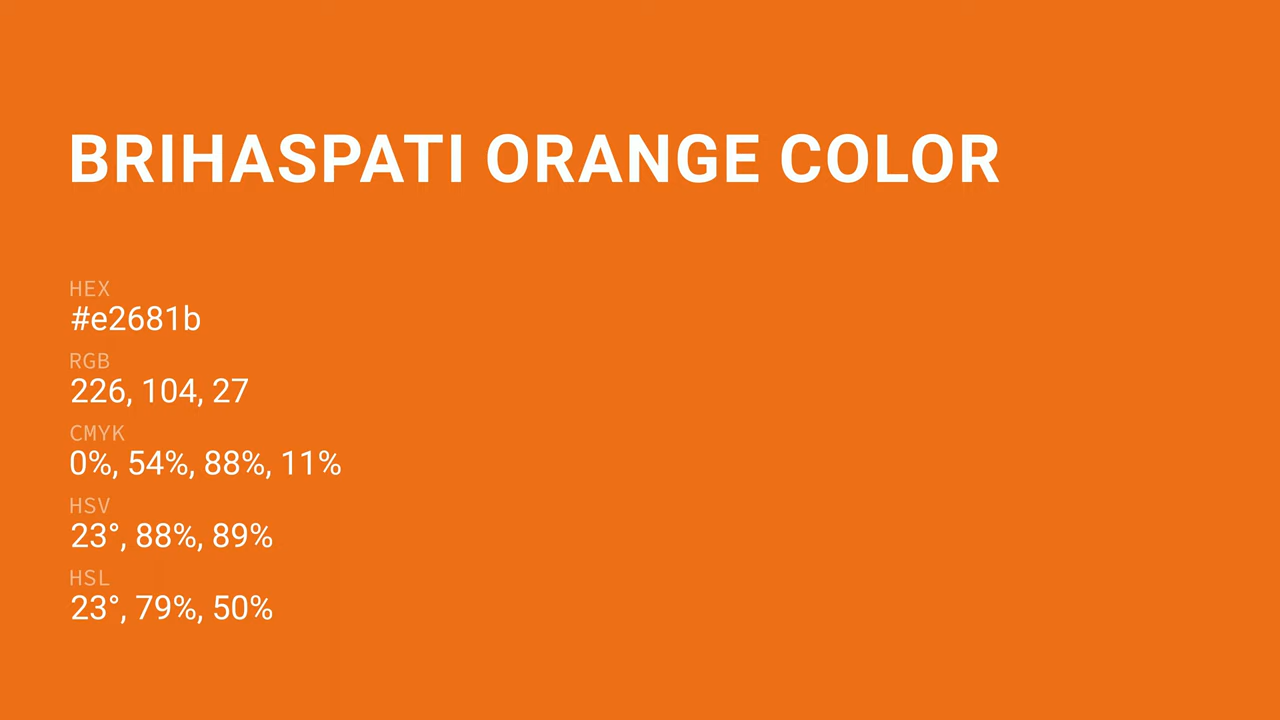 BRIHASPATI ORANGE COLOR
HEX
#e2681b
RGB
226, 104, 27
CMYK
0%, 54%, 88%, 11%
HSV
23°, 88%, 89%
HSL
23°, 79%, 50%